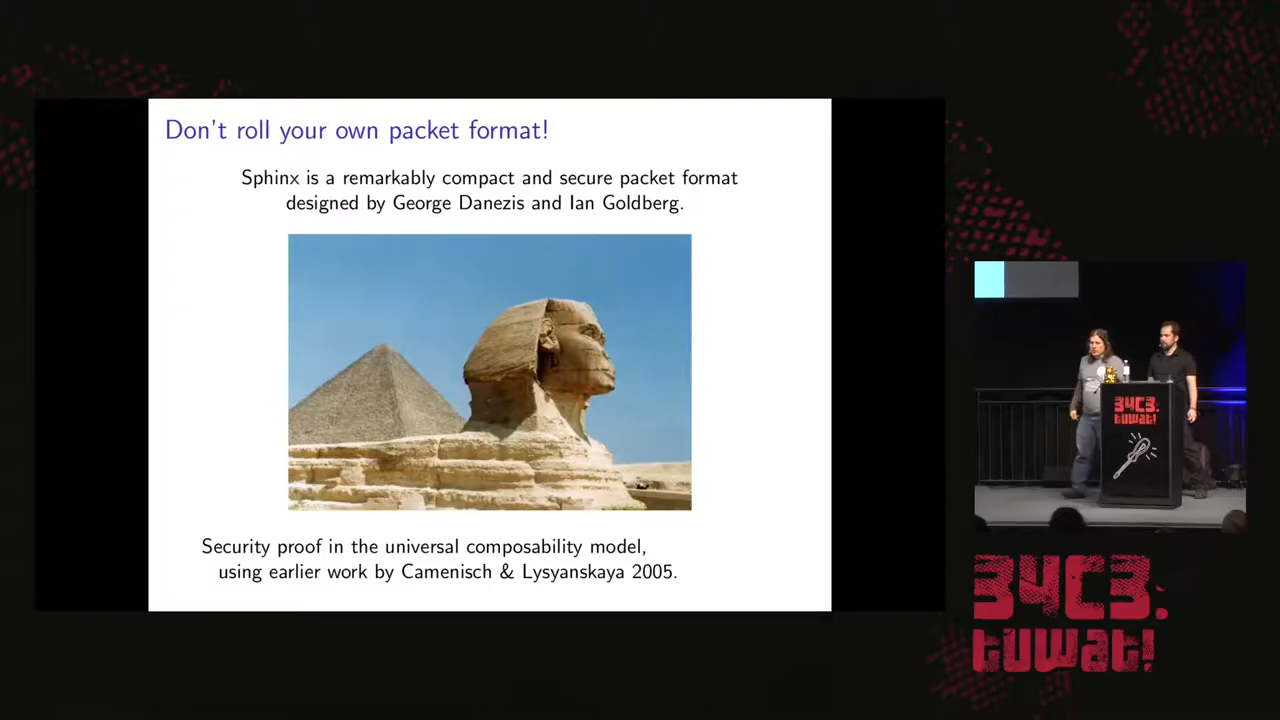 Don't roll your own packet format!
Sphinx is a remarkably compact and secure packet format
designed by George Danezis and Ian Goldberg.
Security proof in the universal composability model,
using earlier work by Camenisch & Lysyanskaya 2005.
34C3.
tuwat!
34C3.
tuwat!